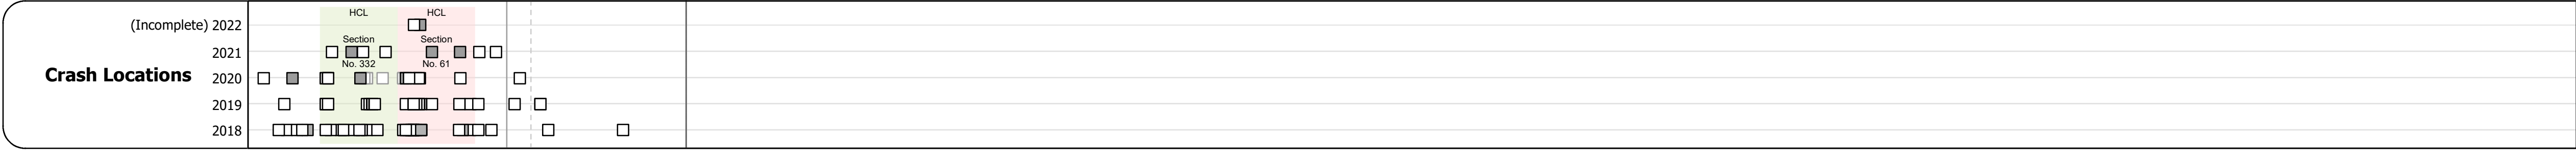 HCL
HCL
(Incomplete) 2022
Section
Section
2021
No. 332
No. 61
Crash Locations
2020
2019
2018